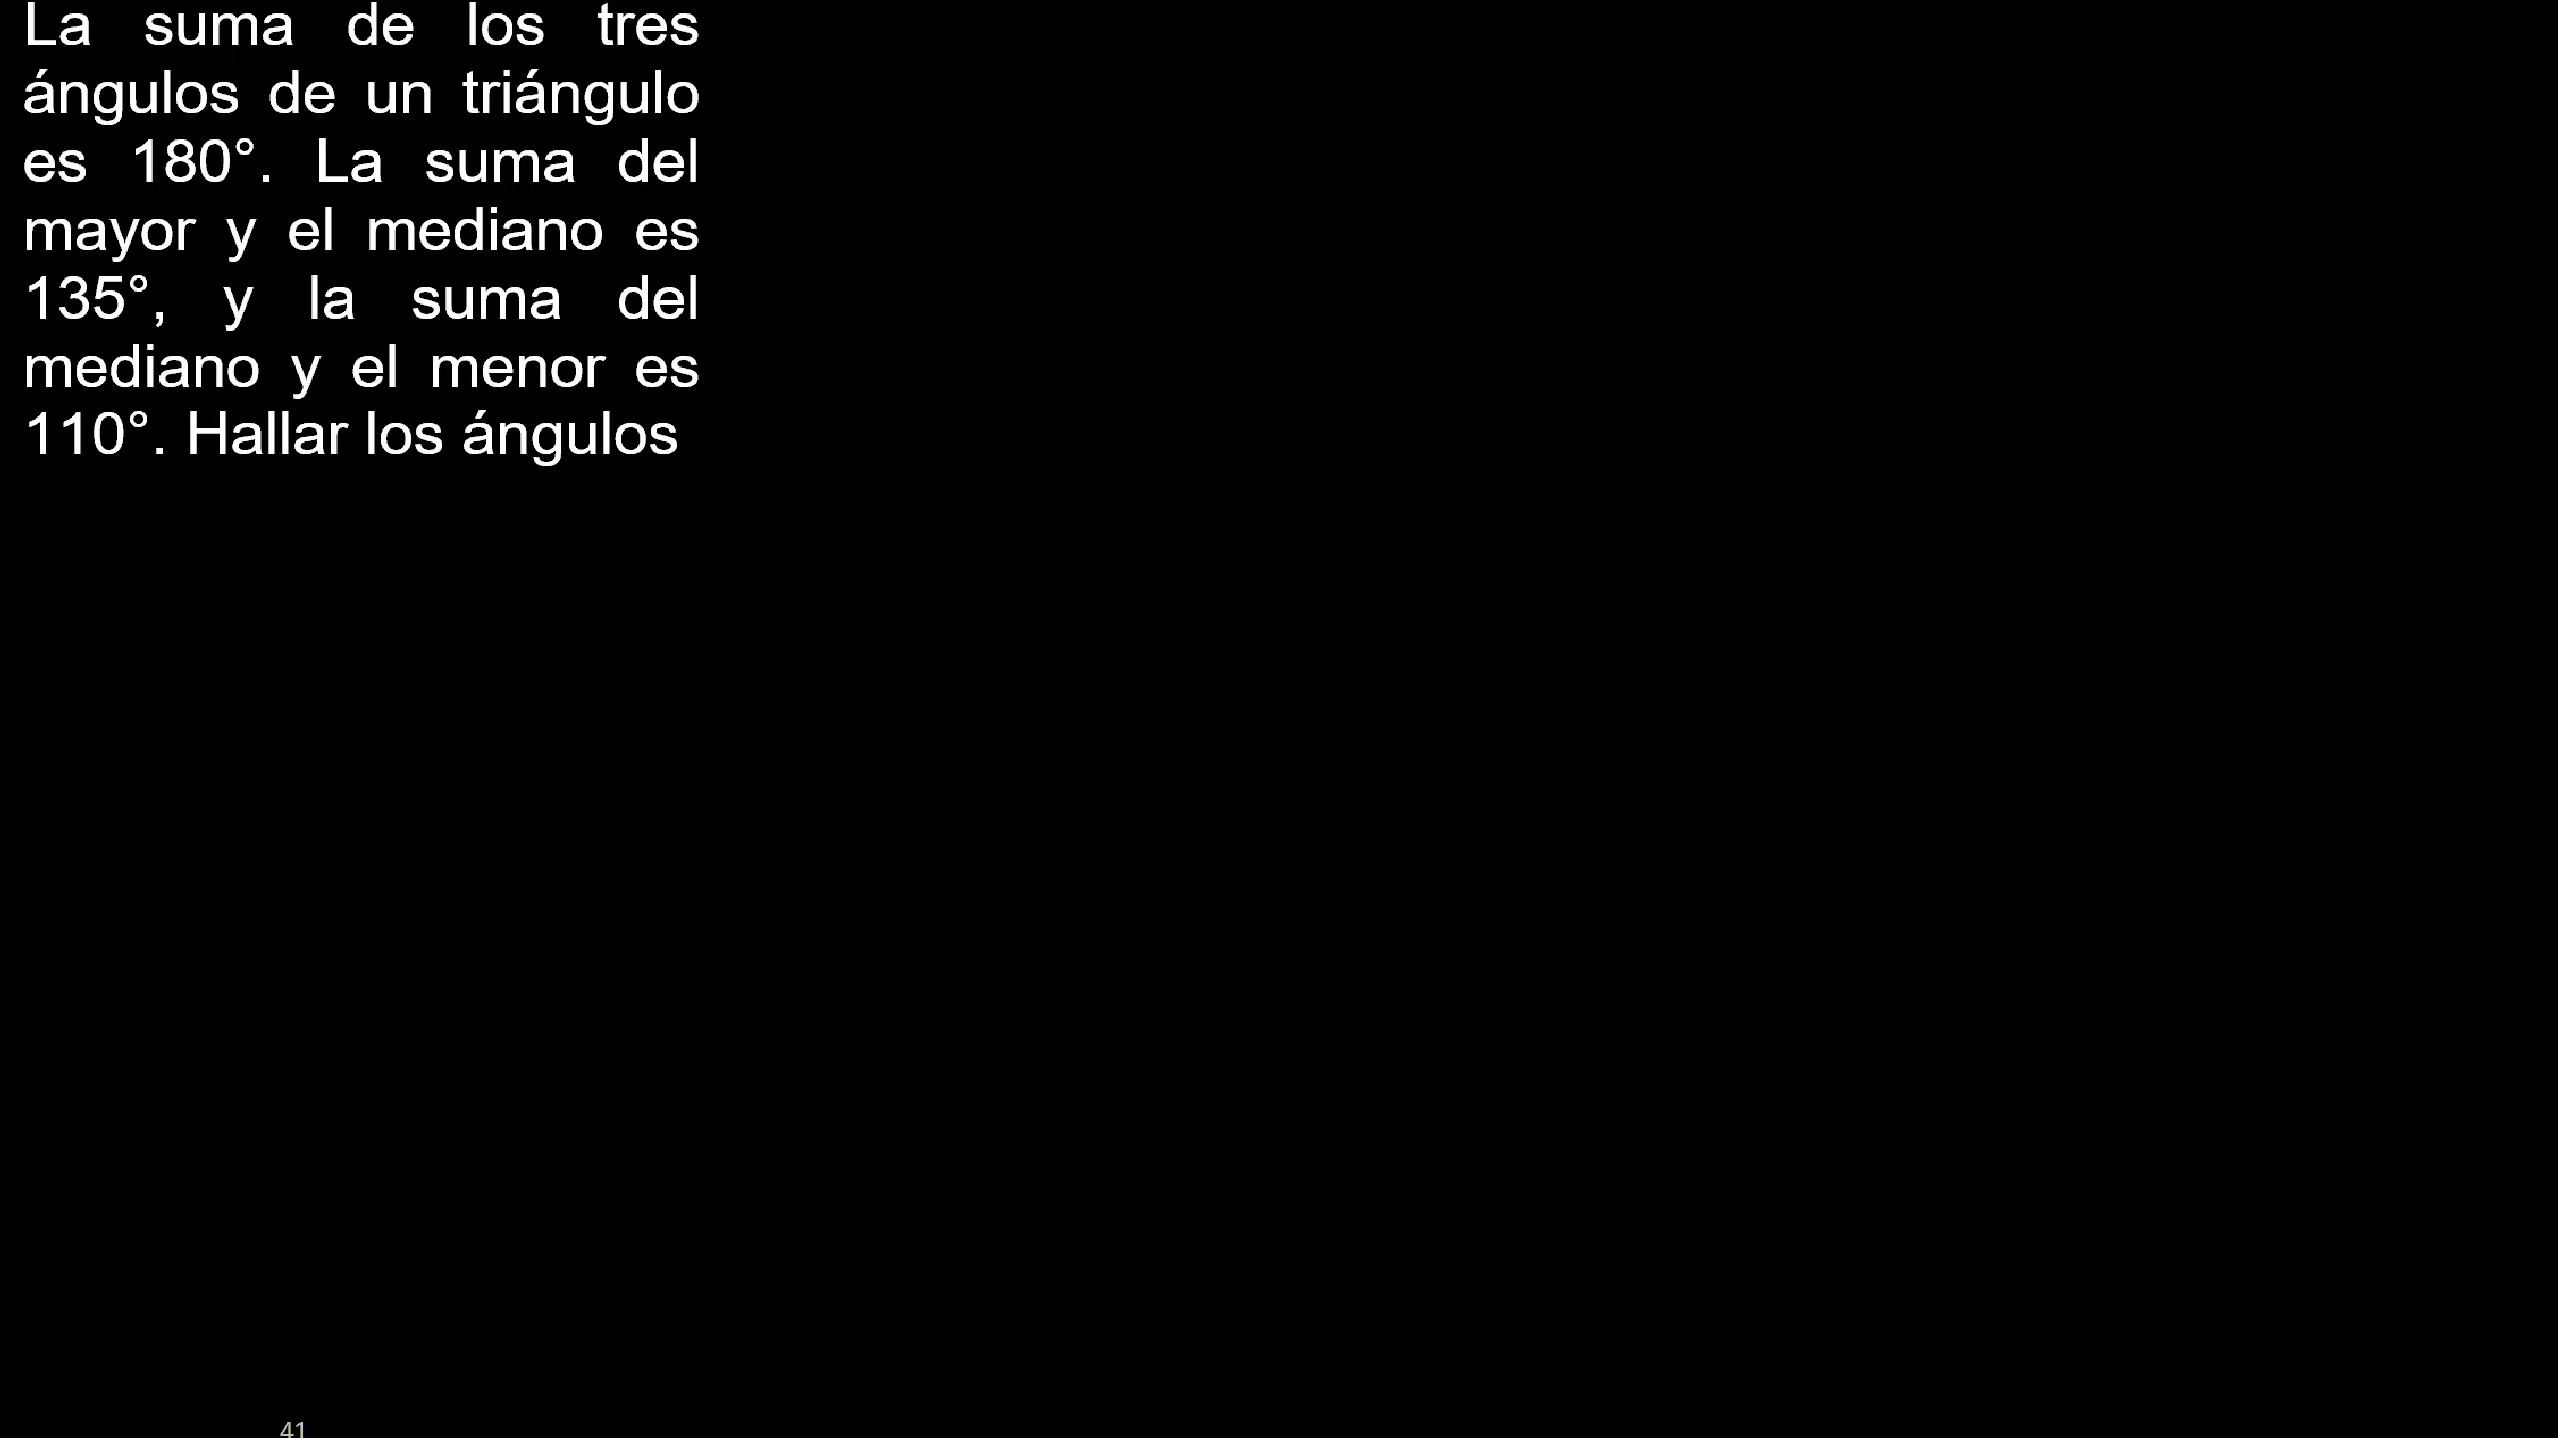 La suma de los tres
ángulos de un triángulo
es 180°. La suma del
mayor y el mediano es
135°, y la suma del
mediano y el menor es
110°. Hallar los ángulos
41